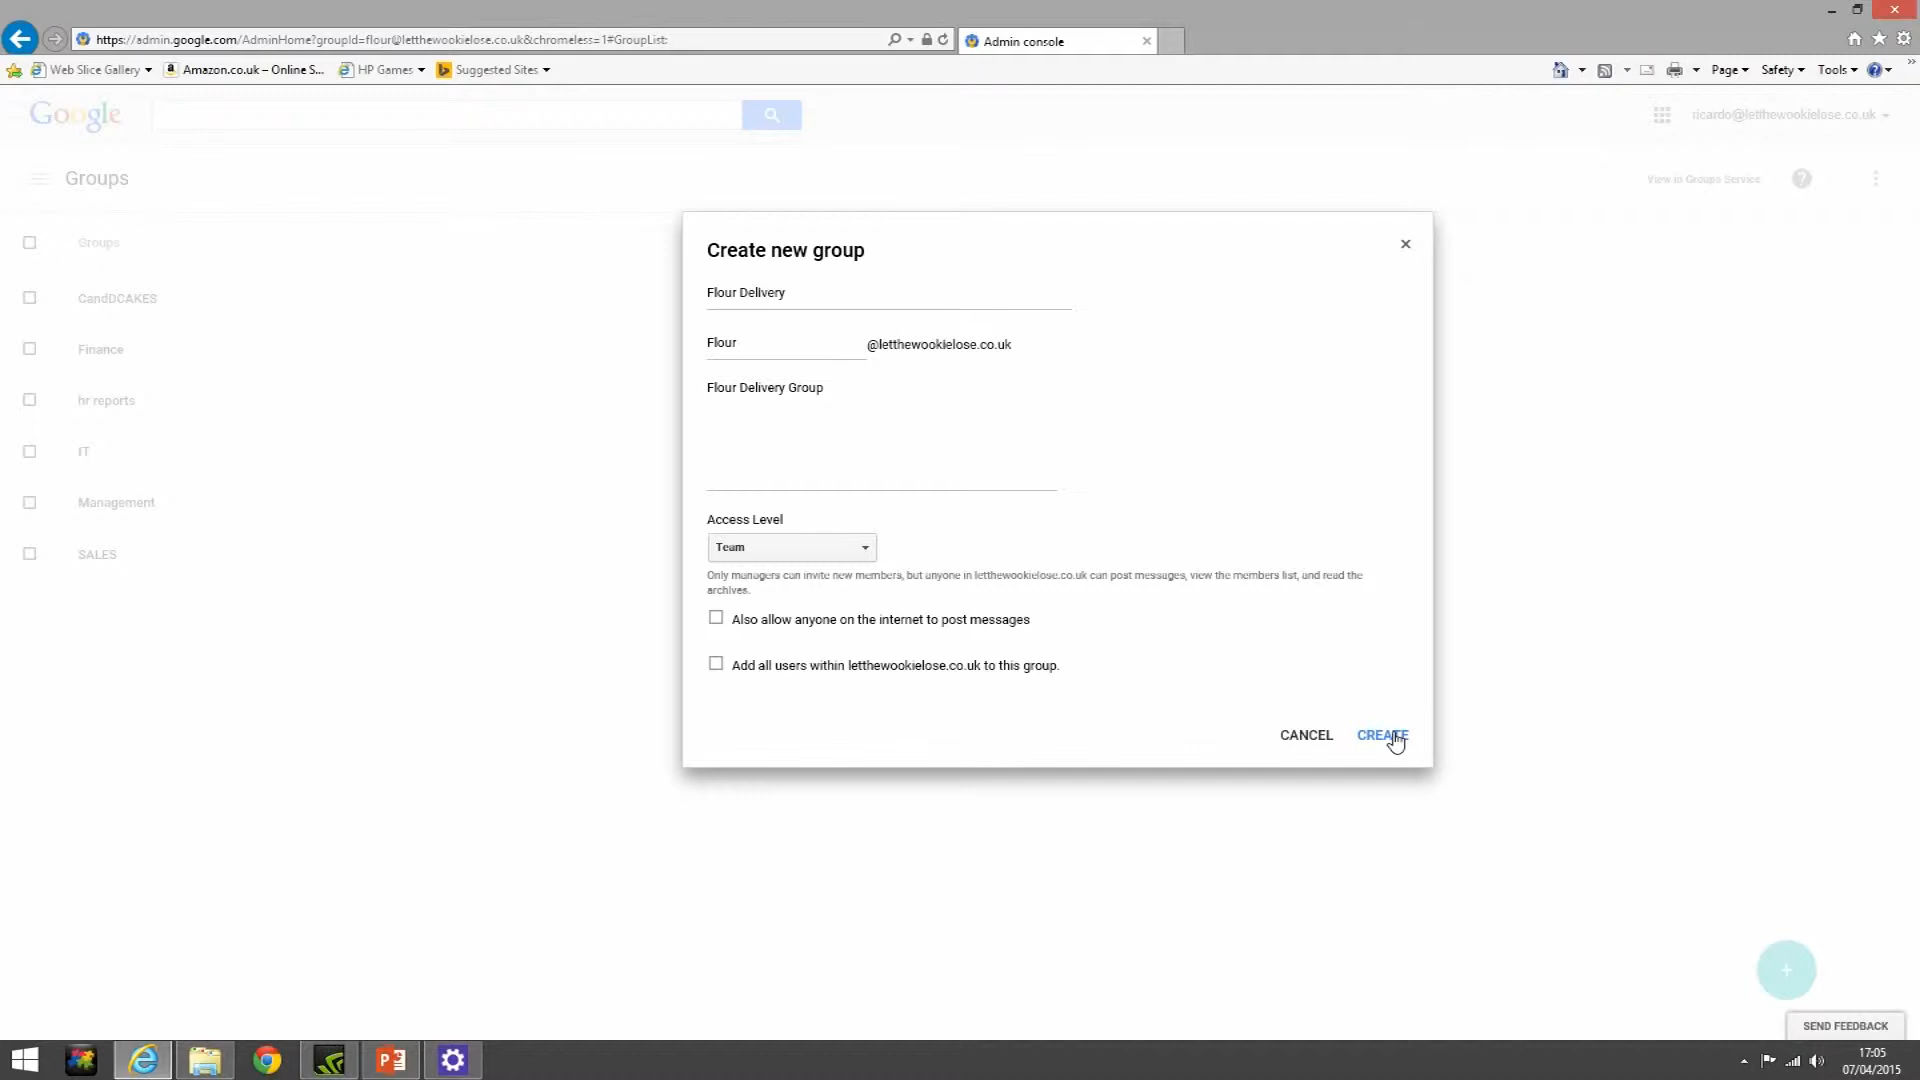 https://admin.google.com/AdminHome?groupId=flour@letthewookielose.co.uk&chromeless=1#GroupList:
Admin console
Web Slice Gallery
Amazon.co.uk – Online S...
HP Games
Suggested Sites
Page
Safety
Tools
Google
ricardo@letthewookielose.co.uk
Groups
View in Groups Service
Groups
CandDCAKES
Finance
hr reports
IT
Management
SALES
Create new group
Flour Delivery
Flour @letthewookielose.co.uk
Flour Delivery Group
Access Level
Team
Only managers can invite new members, but anyone in letthewookielose.co.uk can post messages, view the members list, and read the
archives.
Also allow anyone on the internet to post messages
Add all users within letthewookielose.co.uk to this group.
CANCEL CREATE
SEND FEEDBACK
17:05
07/04/2015